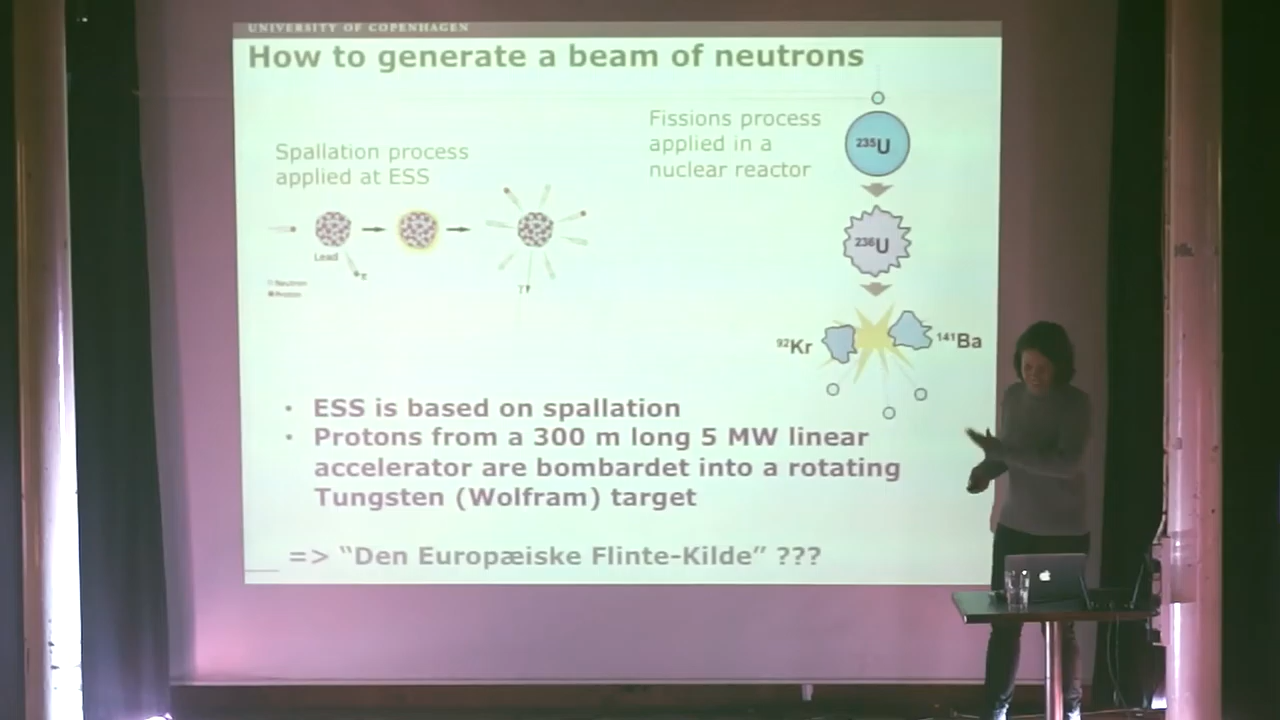 UNIVERSITY OF COPENHAGEN
How to generate a beam of neutrons
Spallation process
applied at ESS
Lead
Neutron
Proton
Fissions process
applied in a
nuclear reactor
235U
236U
92Kr
141Ba
• ESS is based on spallation
• Protons from a 300 m long 5 MW linear
accelerator are bombardet into a rotating
Tungsten (Wolfram) target
=> “Den Europæiske Flinte-Kilde” ???